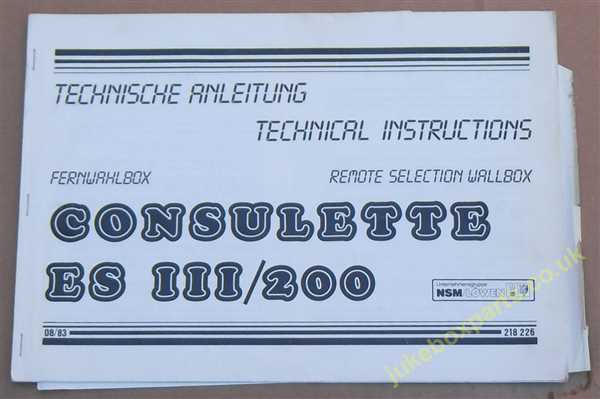 TECHNISCHE ANLEITUNG
TECHNICAL INSTRUCTIONS
FERNWAHLBOX
REMOTE SELECTION WALLBOX
CONSULETTE
ES III/200
Unternehmensgruppe
NSM/LÖWEN
08/83
218 226
jukeboxparts.co.uk